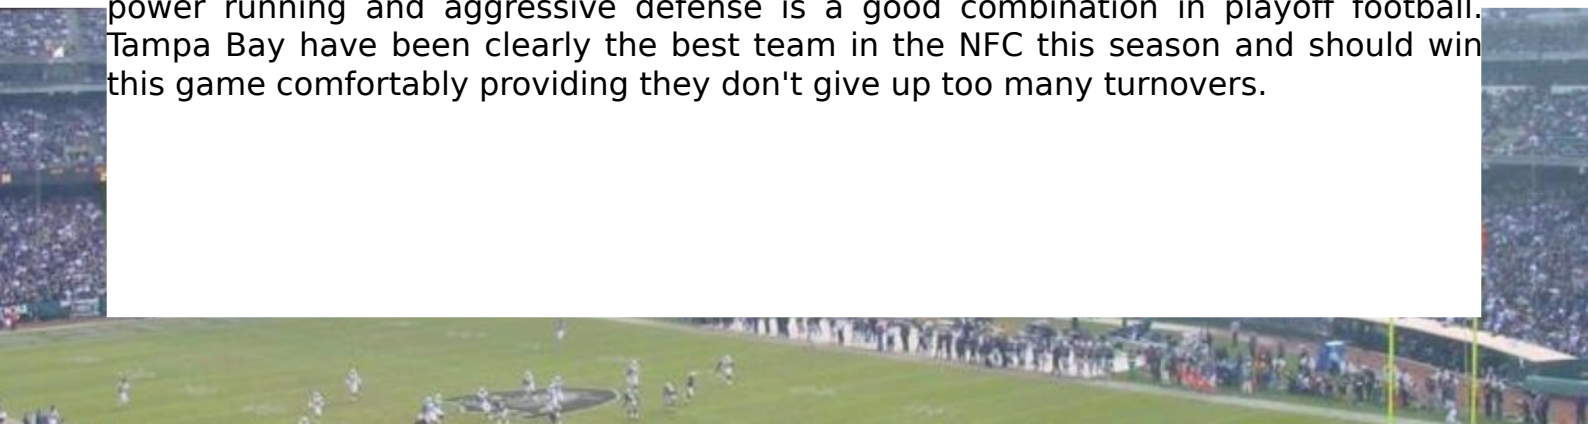 power running and aggressive defense is a good combination in playoff football.
Tampa Bay have been clearly the best team in the NFC this season and should win
this game comfortably providing they don't give up too many turnovers.